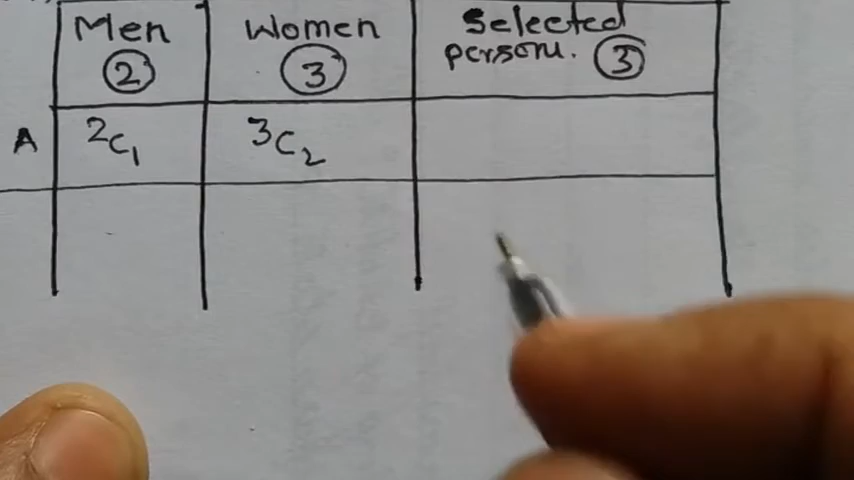 Men Women Selected
persons. ③
② ③
A ²C₁ ³C₂